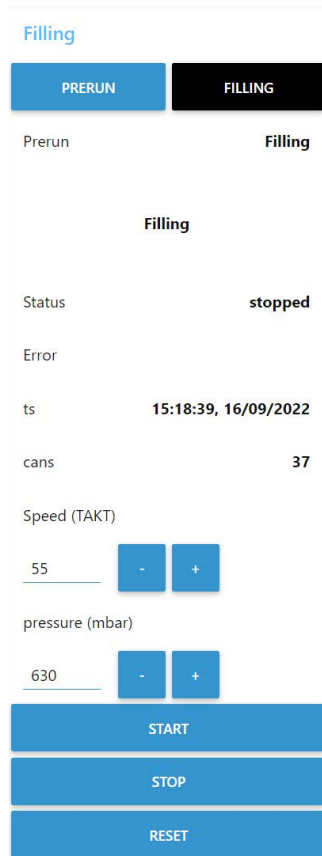 Filling
PRERUN FILLING
Prerun Filling
Filling
Status stopped
Error
ts 15:18:39, 16/09/2022
cans 37
Speed (TAKT)
55 - +
pressure (mbar)
630 - +
START
STOP
RESET